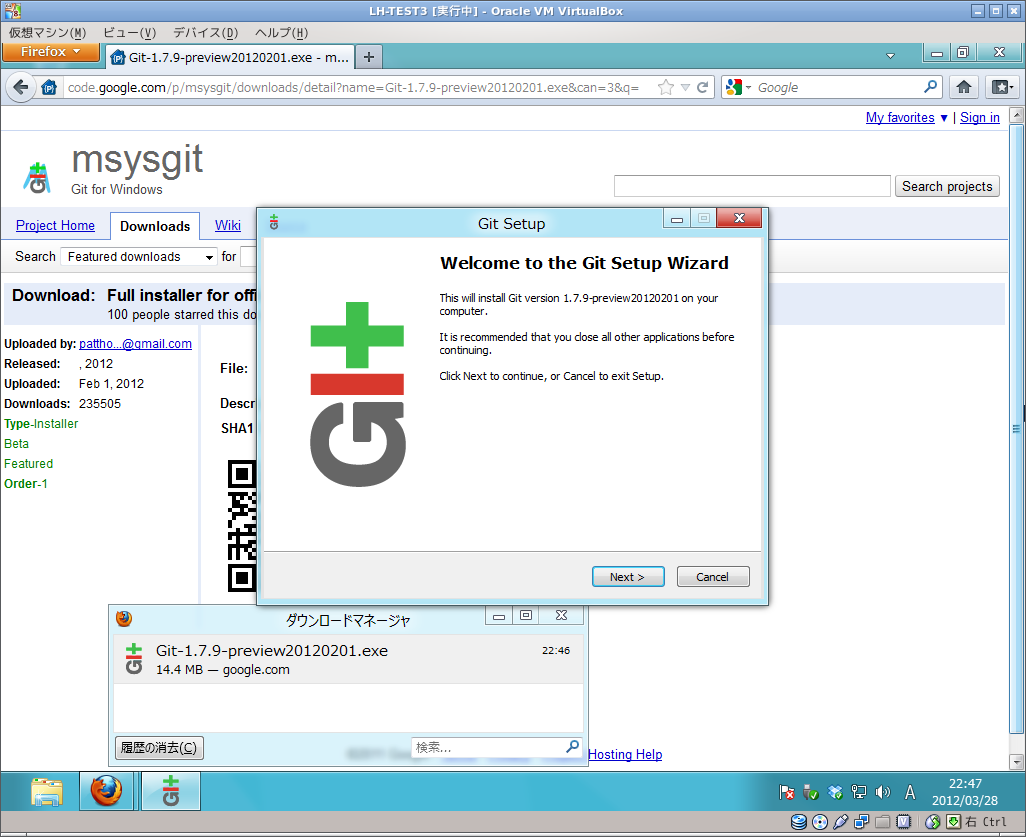 LH-TEST3 [実行中] - Oracle VM VirtualBox
仮想マシン(M) ビュー(V) デバイス(D) ヘルプ(H)
Firefox
Git-1.7.9-preview20120201.exe - m...
code.google.com/p/msysgit/downloads/detail?name=Git-1.7.9-preview20120201.exe&can=3&q=
Google
My favorites ▼ | Sign in
msysgit
Git for Windows
Search projects
Project Home Downloads Wiki
Search Featured downloads for
Download: Full installer for offi
100 people starred this do
Uploaded by: pattho...@gmail.com
Released: , 2012
Uploaded: Feb 1, 2012
Downloads: 235505
Type-Installer
Beta
Featured
Order-1
File:
Descr
SHA1
Git Setup
Welcome to the Git Setup Wizard
This will install Git version 1.7.9-preview20120201 on your
computer.
It is recommended that you close all other applications before
continuing.
Click Next to continue, or Cancel to exit Setup.
git
Next > Cancel
ダウンロードマネージャ
Git-1.7.9-preview20120201.exe 22:46
14.4 MB — google.com
履歴の消去(C) 検索...
Hosting Help
A
22:47
2012/03/28
右 Ctrl